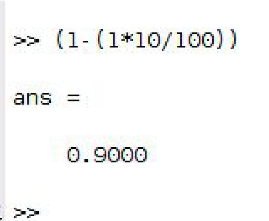 >> (1-(1*10/100))
ans =
0.9000
>>